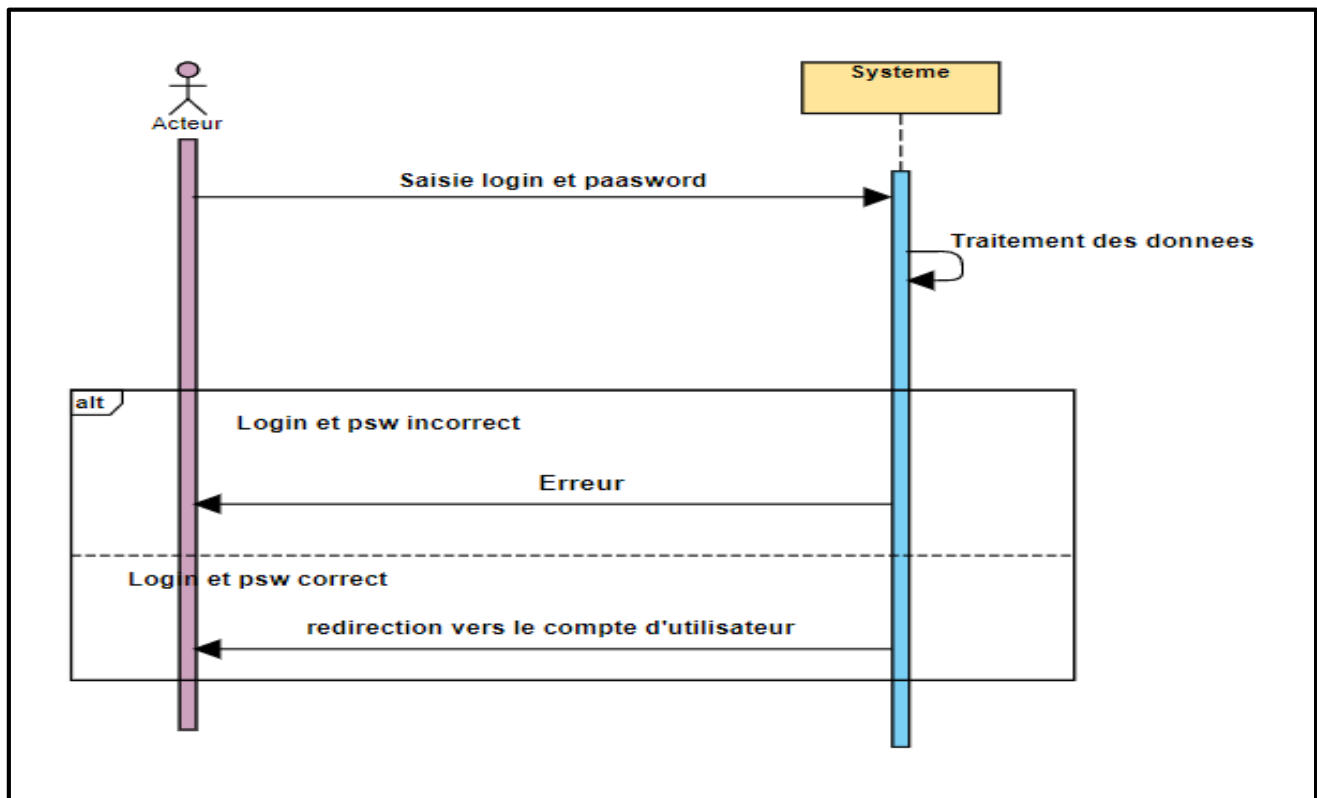 Systeme
Acteur
Saisie login et paasword
Traitement des donnees
alt
Login et psw incorrect
Erreur
Login et psw correct
redirection vers le compte d'utilisateur